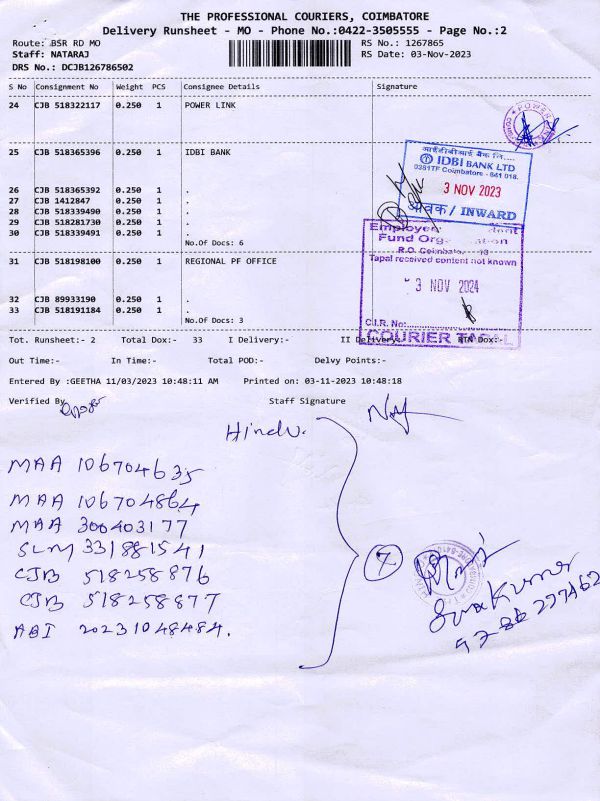 THE PROFESSIONAL COURIERS, COIMBATORE
Delivery Runsheet - MO - Phone No.:0422-3505555 - Page No.:2
Route: BSR RD MO RS No.: 1267865
Staff: NATARAJ RS Date: 03-Nov-2023
DRS No.: DCJB126786502
S No Consignment No Weight PCS Consignee Details Signature
24 CJB 518322117 0.250 1 POWER LINK
25 CJB 518365396 0.250 1 IDBI BANK
आईडीबीआई बैंक लि....
IDBI BANK LTD
0381TF Coimbatore - 641 018.
3 NOV 2023
आवक / INWARD
26 CJB 518365392 0.250 1 .
27 CJB 1412847 0.250 1 .
28 CJB 518339490 0.250 1 .
29 CJB 518281730 0.250 1 .
30 CJB 518339491 0.250 1 .
No.Of Docs: 6
31 CJB 518198100 0.250 1 REGIONAL PF OFFICE
Fund
R.O. Coimbatore
Tapal received content not known
3 NOV 2024
C.I.R. No:
COURIER TAPAL
32 CJB 89933190 0.250 1 .
33 CJB 518191184 0.250 1 .
No.Of Docs: 3
Tot. Runsheet:- 2 Total Dox:- 33 I Delivery:- II Delivery:- RTN Dox:-
Out Time:- In Time:- Total POD:- Delvy Points:-
Entered By :GEETHA 11/03/2023 10:48:11 AM Printed on: 03-11-2023 10:48:18
Verified By Staff Signature
Hindu.
MAA 106704635
MAA 106704864
MAA 300403177
SLM 331881541
CJB 518258876
CJB 518258877
ABI 20231048484.
7